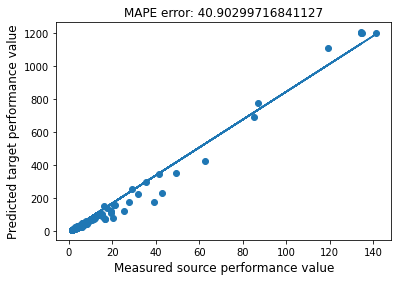 MAPE error: 40.90299716841127
Predicted target performance value
1200
1000
800
600
400
200
0
0 20 40 60 80 100 120 140
Measured source performance value